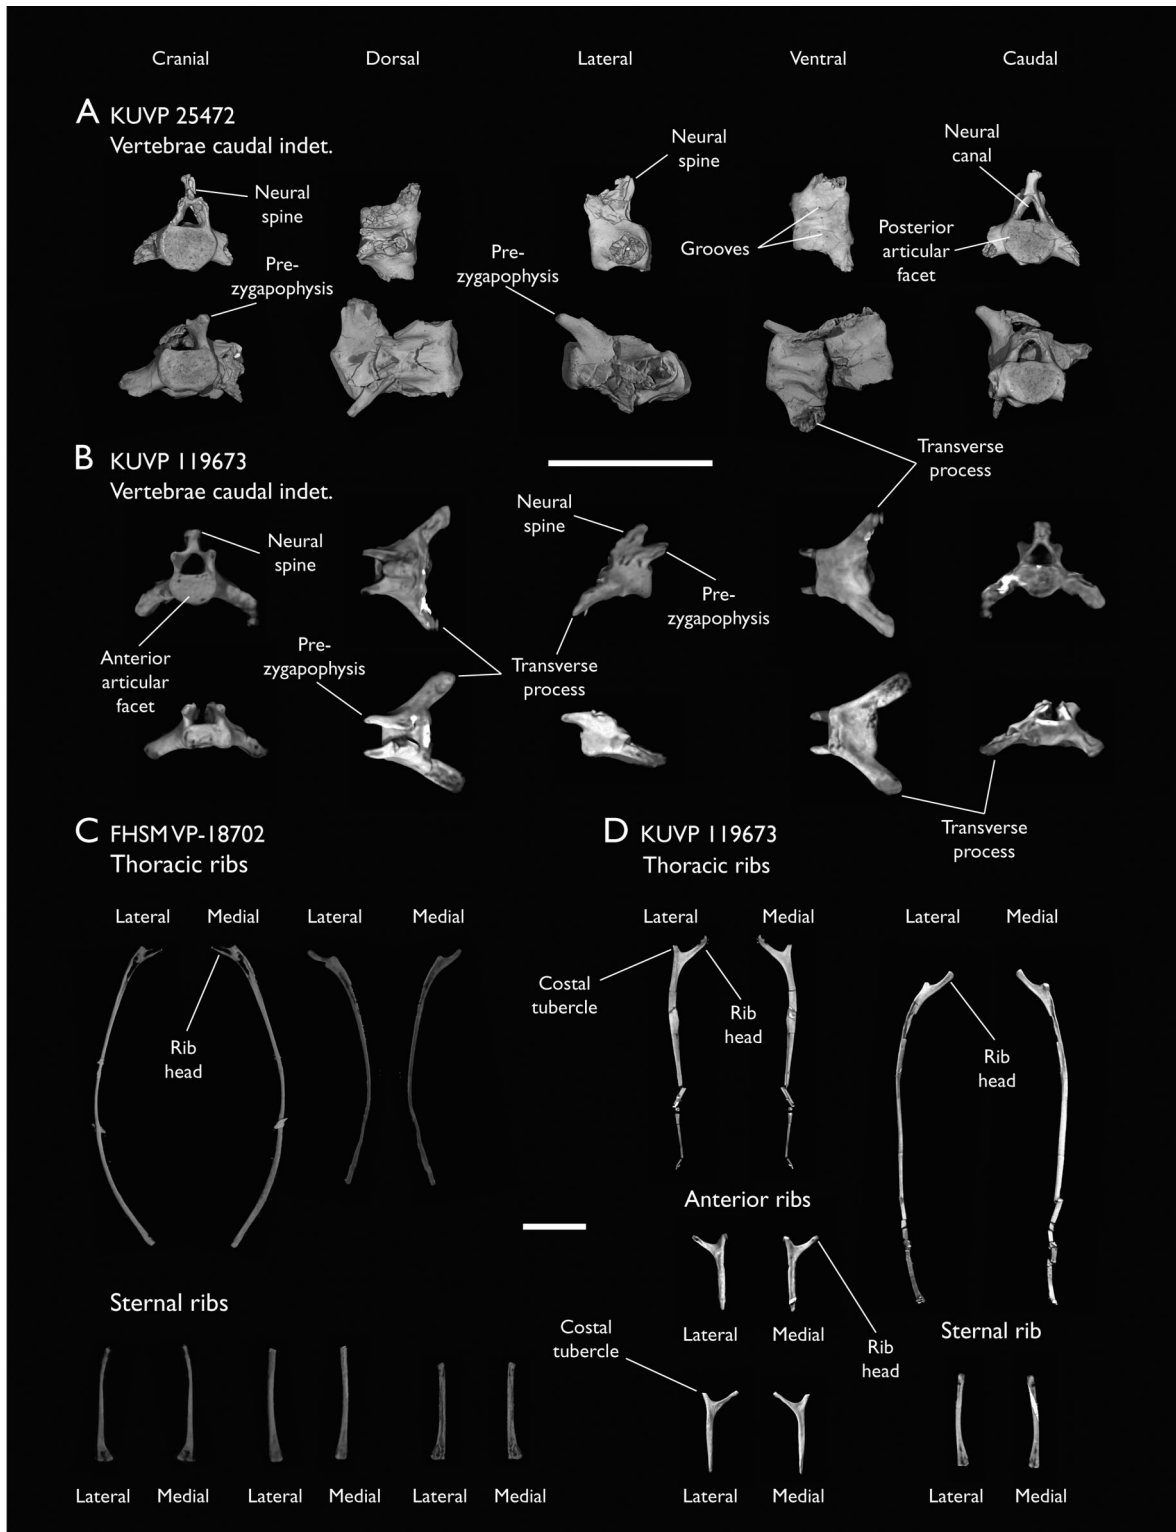 Cranial Dorsal Lateral Ventral Caudal
A KUVP 25472
Vertebrae caudal indet.
Neural
spine
Neural
spine
Neural
canal
Grooves
Posterior
articular
facet
Pre-
zygapophysis
Pre-
zygapophysis
Transverse
process
B KUVP 119673
Vertebrae caudal indet.
Neural
spine
Neural
spine
Pre-
zygapophysis
Anterior
articular
facet
Pre-
zygapophysis
Transverse
process
Transverse
process
C FHSM VP-18702
Thoracic ribs
Lateral Medial Lateral Medial
Rib
head
Sternal ribs
Lateral Medial Lateral Medial Lateral Medial
D KUVP 119673
Thoracic ribs
Lateral Medial Lateral Medial
Costal
tubercle
Rib
head
Rib
head
Anterior ribs
Lateral Medial
Rib
head
Costal
tubercle
Lateral Medial
Sternal rib
Lateral Medial